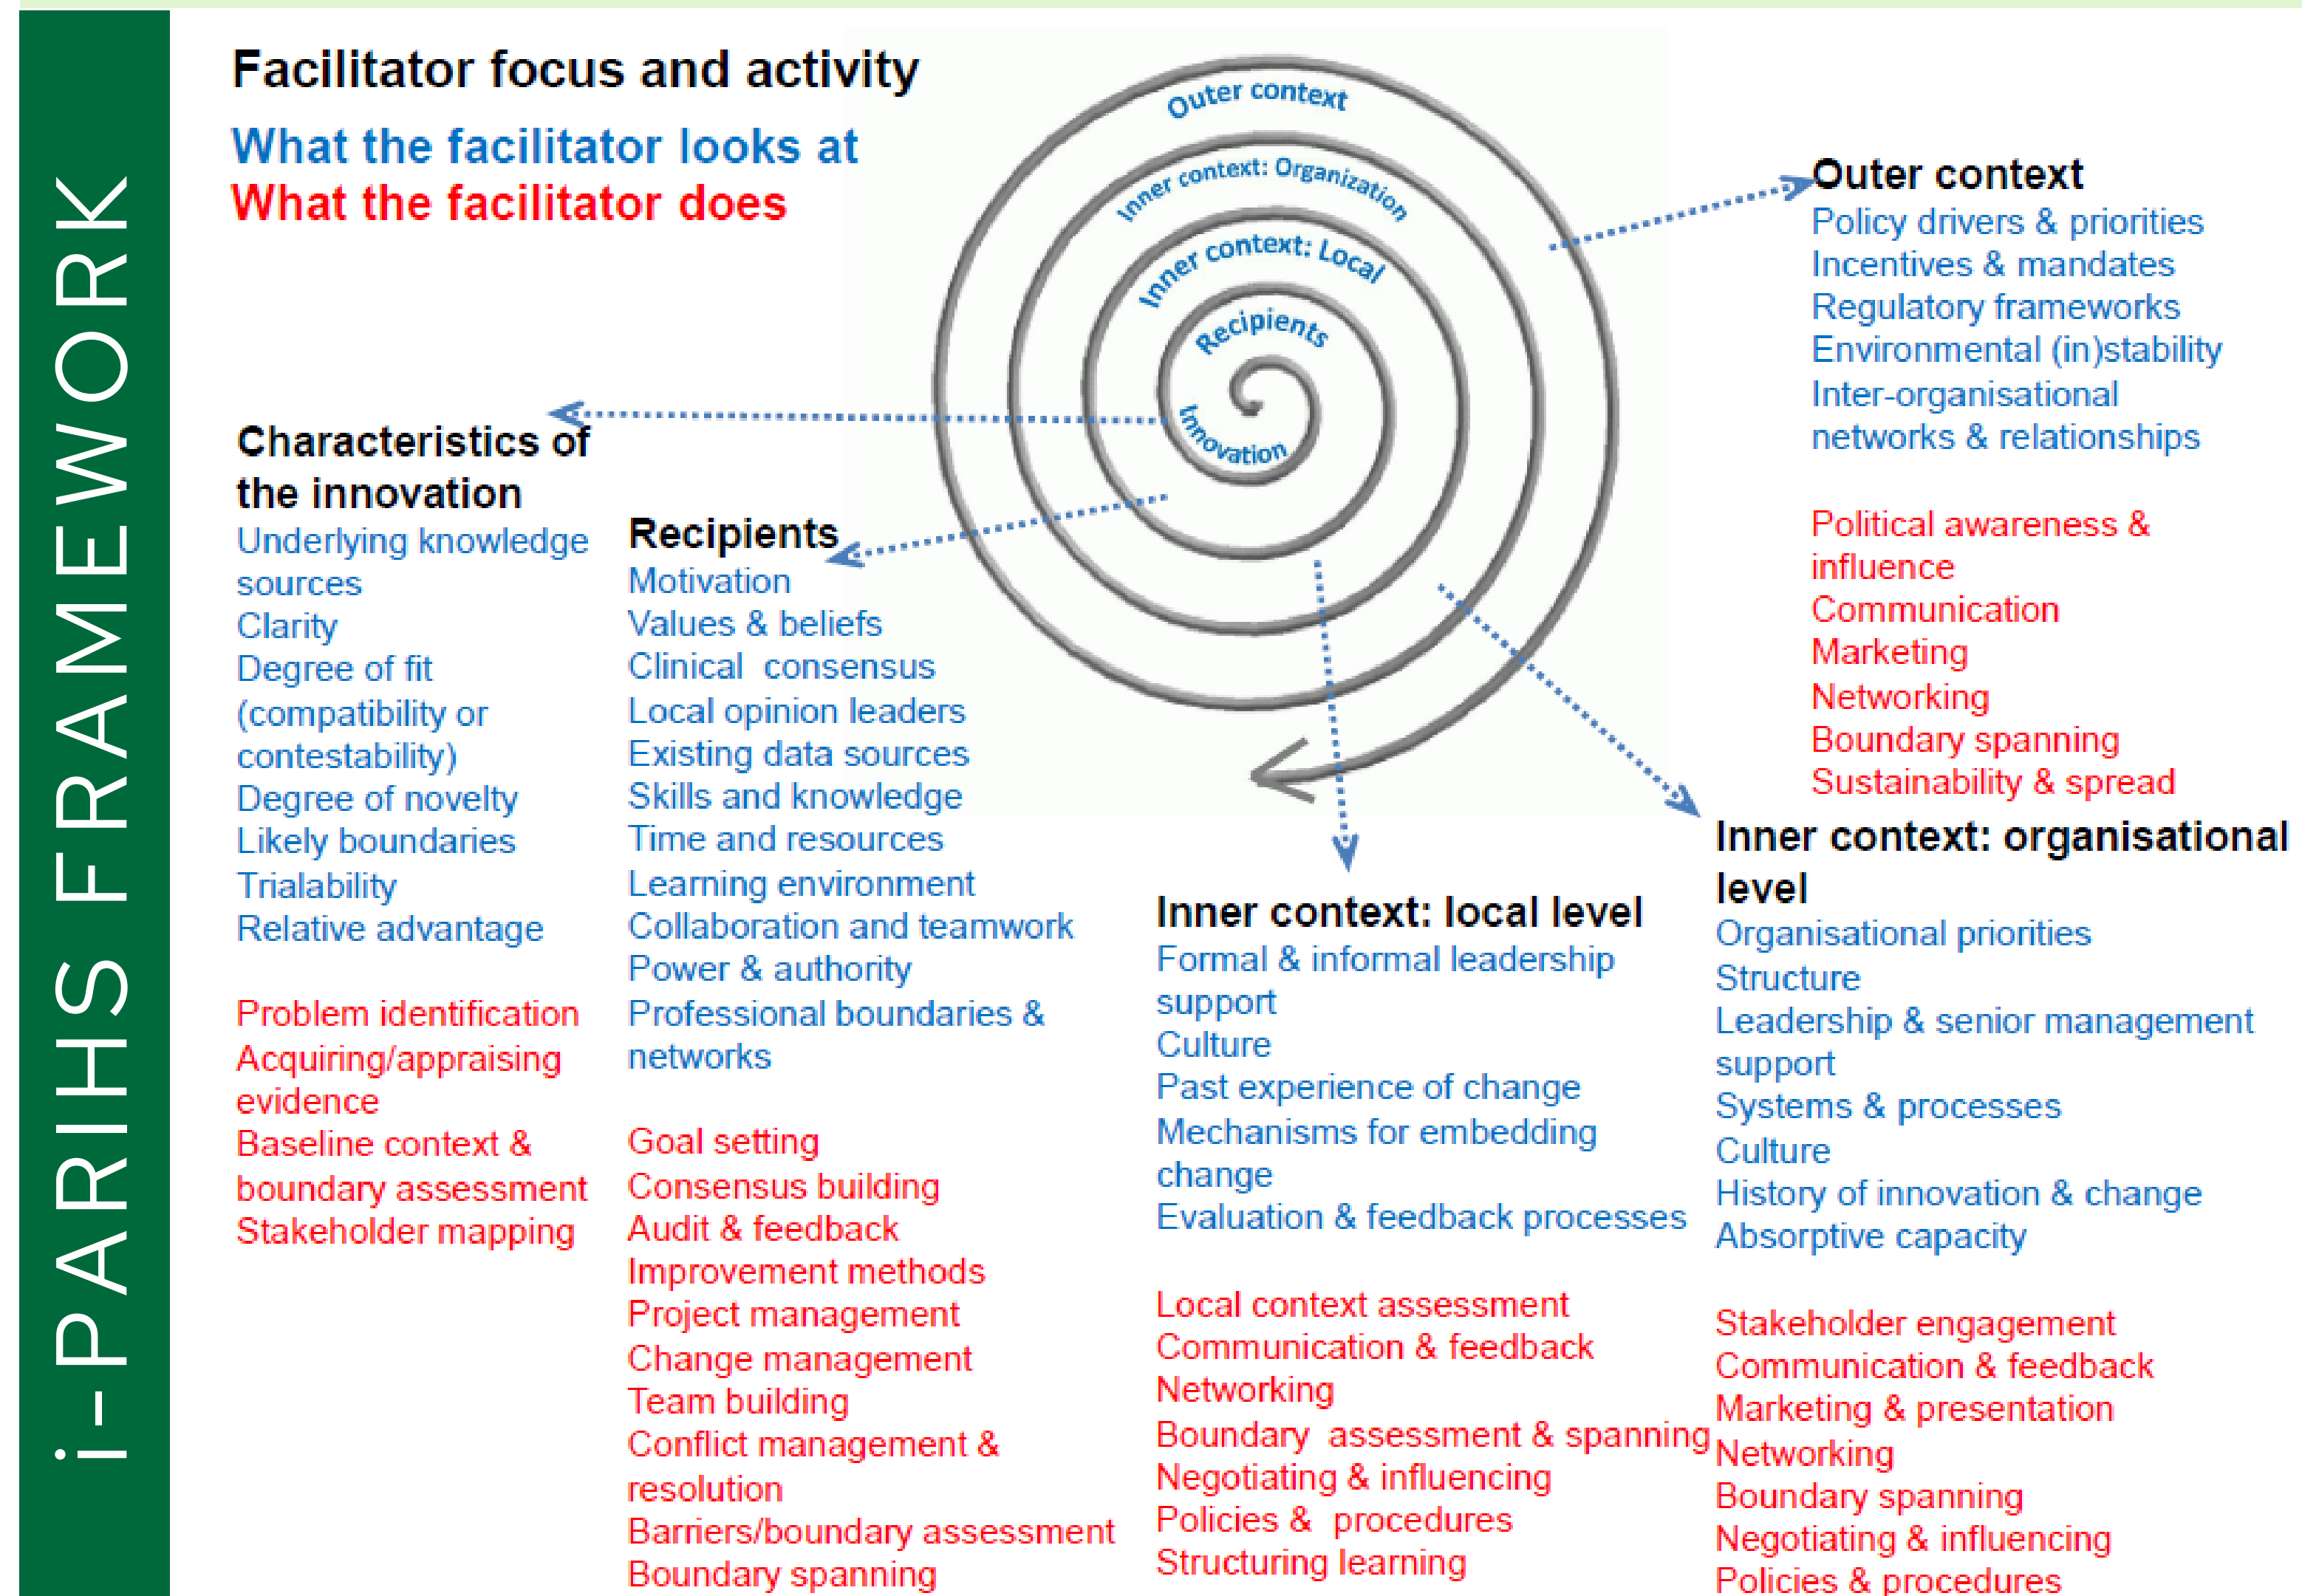 i-PARIHS FRAMEWORK
Facilitator focus and activity
What the facilitator looks at
What the facilitator does
Outer context
Inner context: Organization
Inner context: Local
Recipients
Innovation
Characteristics of
the innovation
Underlying knowledge
sources
Clarity
Degree of fit
(compatibility or
contestability)
Degree of novelty
Likely boundaries
Trialability
Relative advantage
Problem identification
Acquiring/appraising
evidence
Baseline context &
boundary assessment
Stakeholder mapping
Recipients
Motivation
Values & beliefs
Clinical  consensus
Local opinion leaders
Existing data sources
Skills and knowledge
Time and resources
Learning environment
Collaboration and teamwork
Power & authority
Professional boundaries &
networks
Goal setting
Consensus building
Audit & feedback
Improvement methods
Project management
Change management
Team building
Conflict management &
resolution
Barriers/boundary assessment
Boundary spanning
Inner context: local level
Formal & informal leadership
support
Culture
Past experience of change
Mechanisms for embedding
change
Evaluation & feedback processes
Local context assessment
Communication & feedback
Networking
Boundary  assessment & spanning
Negotiating & influencing
Policies &  procedures
Structuring learning
Outer context
Policy drivers & priorities
Incentives & mandates
Regulatory frameworks
Environmental (in)stability
Inter-organisational
networks & relationships
Political awareness &
influence
Communication
Marketing
Networking
Boundary spanning
Sustainability & spread
Inner context: organisational
level
Organisational priorities
Structure
Leadership & senior management
support
Systems & processes
Culture
History of innovation & change
Absorptive capacity
Stakeholder engagement
Communication & feedback
Marketing & presentation
Networking
Boundary spanning
Negotiating & influencing
Policies & procedures